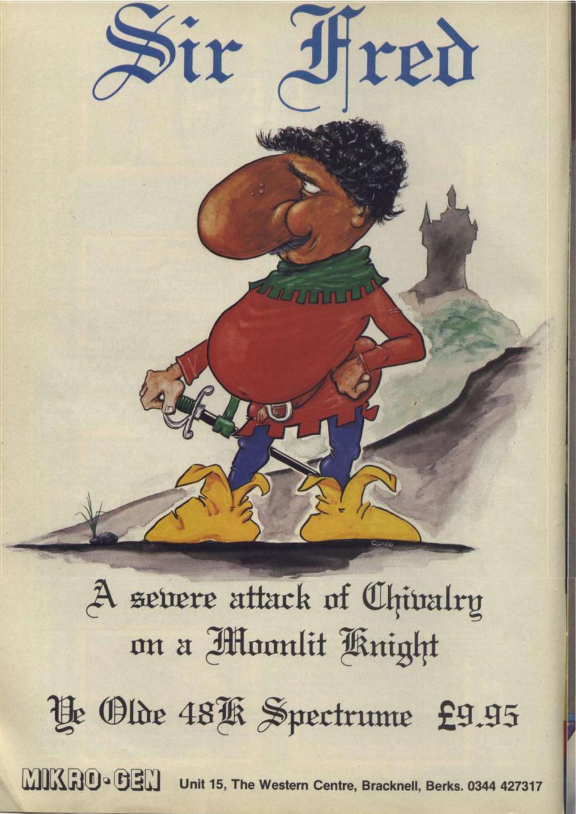 Sir Fred
A severe attack of Chivalry
on a Moonlit Knight
Ye Olde 48K Spectrume £9.95
MIKRO-GEN Unit 15, The Western Centre, Bracknell, Berks. 0344 427317